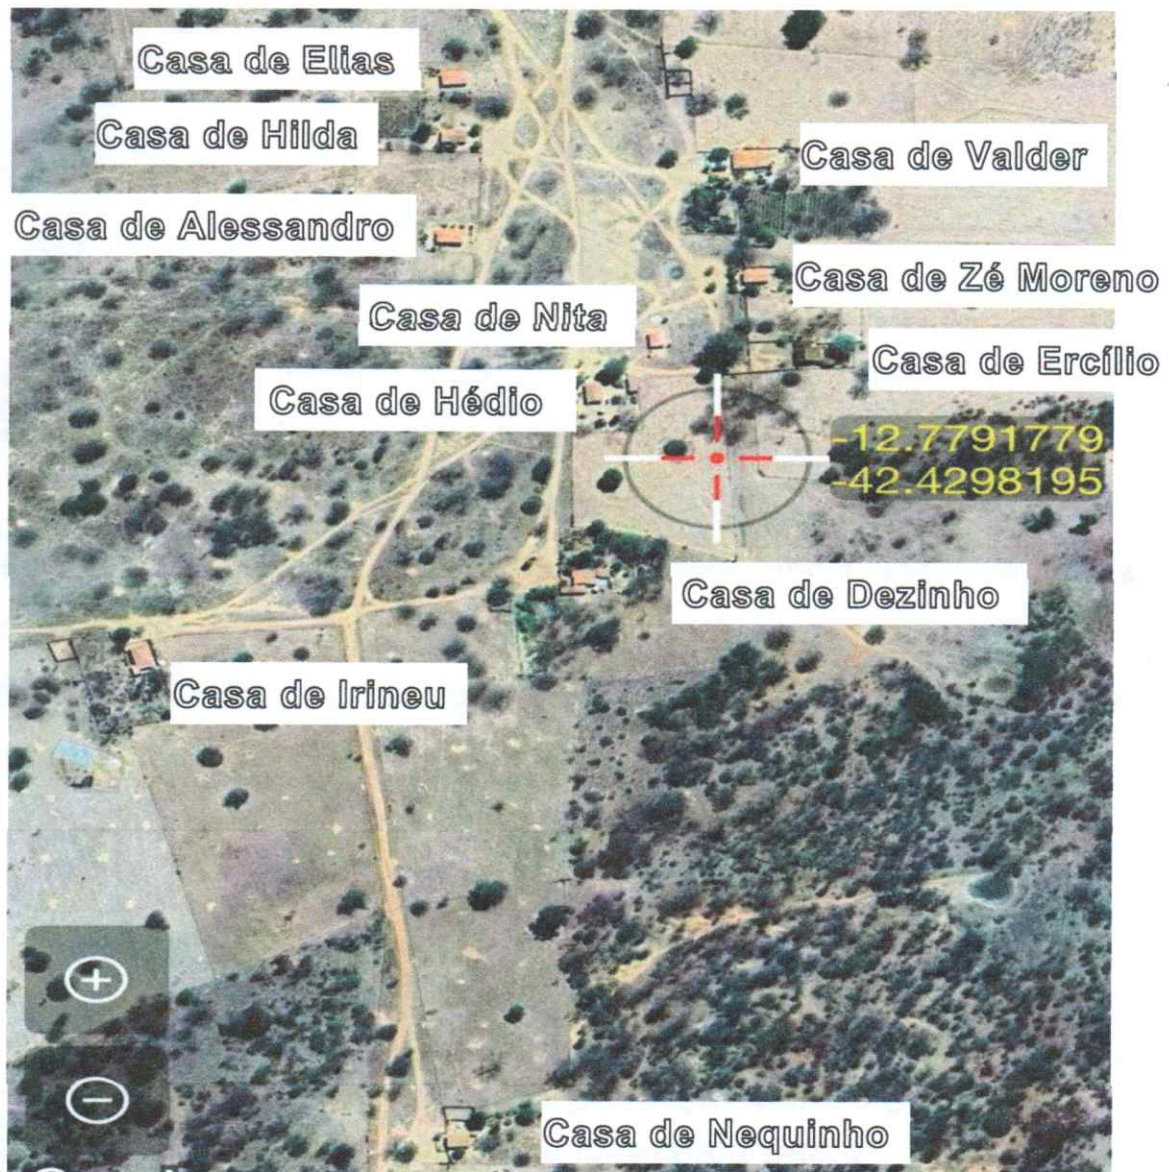 Casa de Elias
Casa de Hilda
Casa de Valder
Casa de Alessandro
Casa de Zé Moreno
Casa de Nita
Casa de Ercílio
Casa de Hédio
-12.7791779
-42.4298195
Casa de Dezinho
Casa de Irineu
Casa de Nequinho